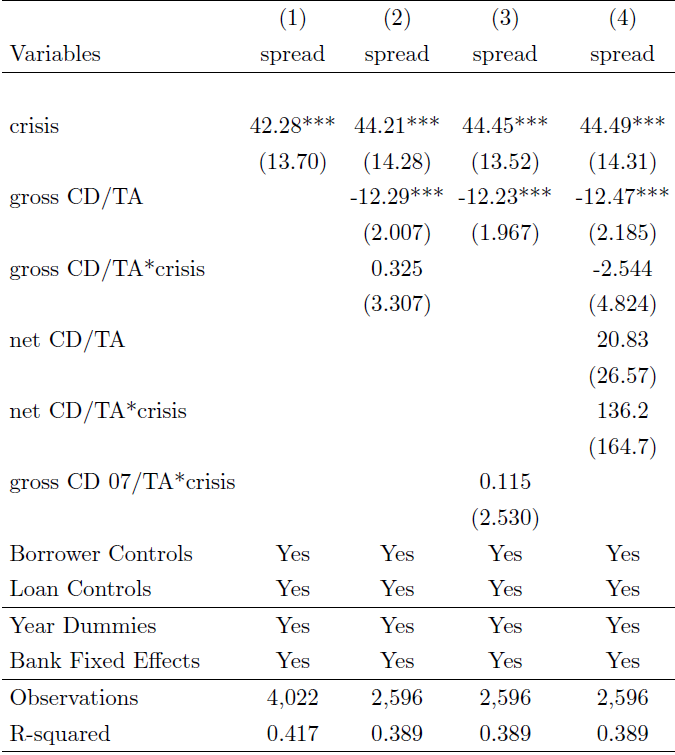 (1) (2) (3) (4)
Variables spread spread spread spread
crisis 42.28*** 44.21*** 44.45*** 44.49***
(13.70) (14.28) (13.52) (14.31)
gross CD/TA -12.29*** -12.23*** -12.47***
(2.007) (1.967) (2.185)
gross CD/TA*crisis 0.325 -2.544
(3.307) (4.824)
net CD/TA 20.83
(26.57)
net CD/TA*crisis 136.2
(164.7)
gross CD 07/TA*crisis 0.115
(2.530)
Borrower Controls Yes Yes Yes Yes
Loan Controls Yes Yes Yes Yes
Year Dummies Yes Yes Yes Yes
Bank Fixed Effects Yes Yes Yes Yes
Observations 4,022 2,596 2,596 2,596
R-squared 0.417 0.389 0.389 0.389